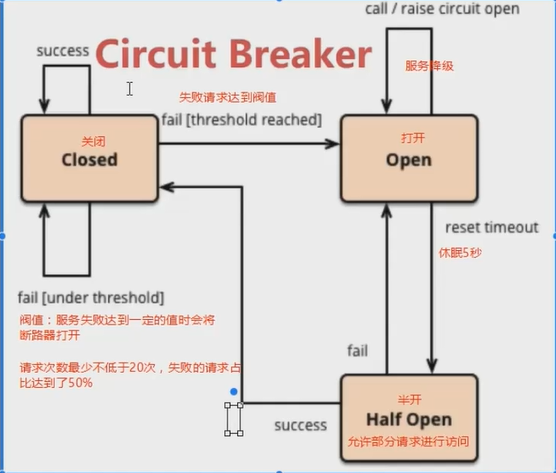 call / raise circuit open
success
Circuit Breaker
服务降级
失败请求达到阀值
fail [threshold reached]
关闭
Closed
打开
Open
reset timeout
休眠5秒
fail [under threshold]
阀值：服务失败达到一定的值时会将
断路器打开
请求次数最少不低于20次，失败的请求占
比达到了50%
fail
半开
Half Open
允许部分请求进行访问
success